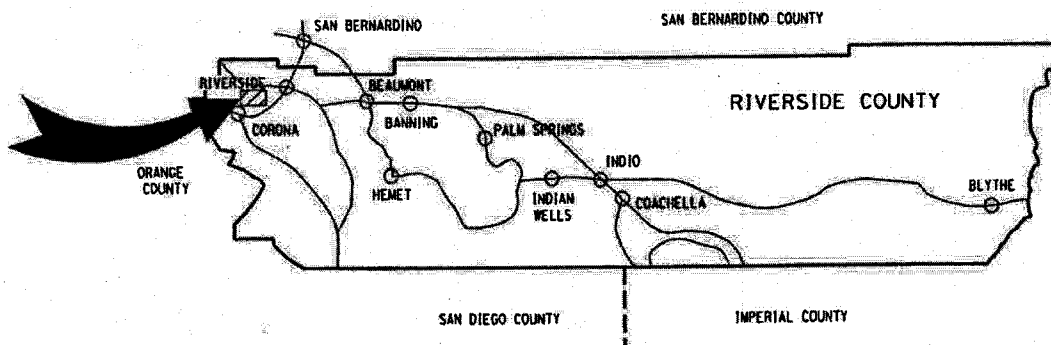 SAN BERNARDINO COUNTY
SAN BERNARDINO
RIVERSIDE
BEAUMONT
RIVERSIDE COUNTY
BANNING
CORONA
PALM SPRINGS
ORANGE
COUNTY
HEMET
INDIO
INDIAN
WELLS
COACHELLA
BLYTHE
SAN DIEGO COUNTY
IMPERIAL COUNTY